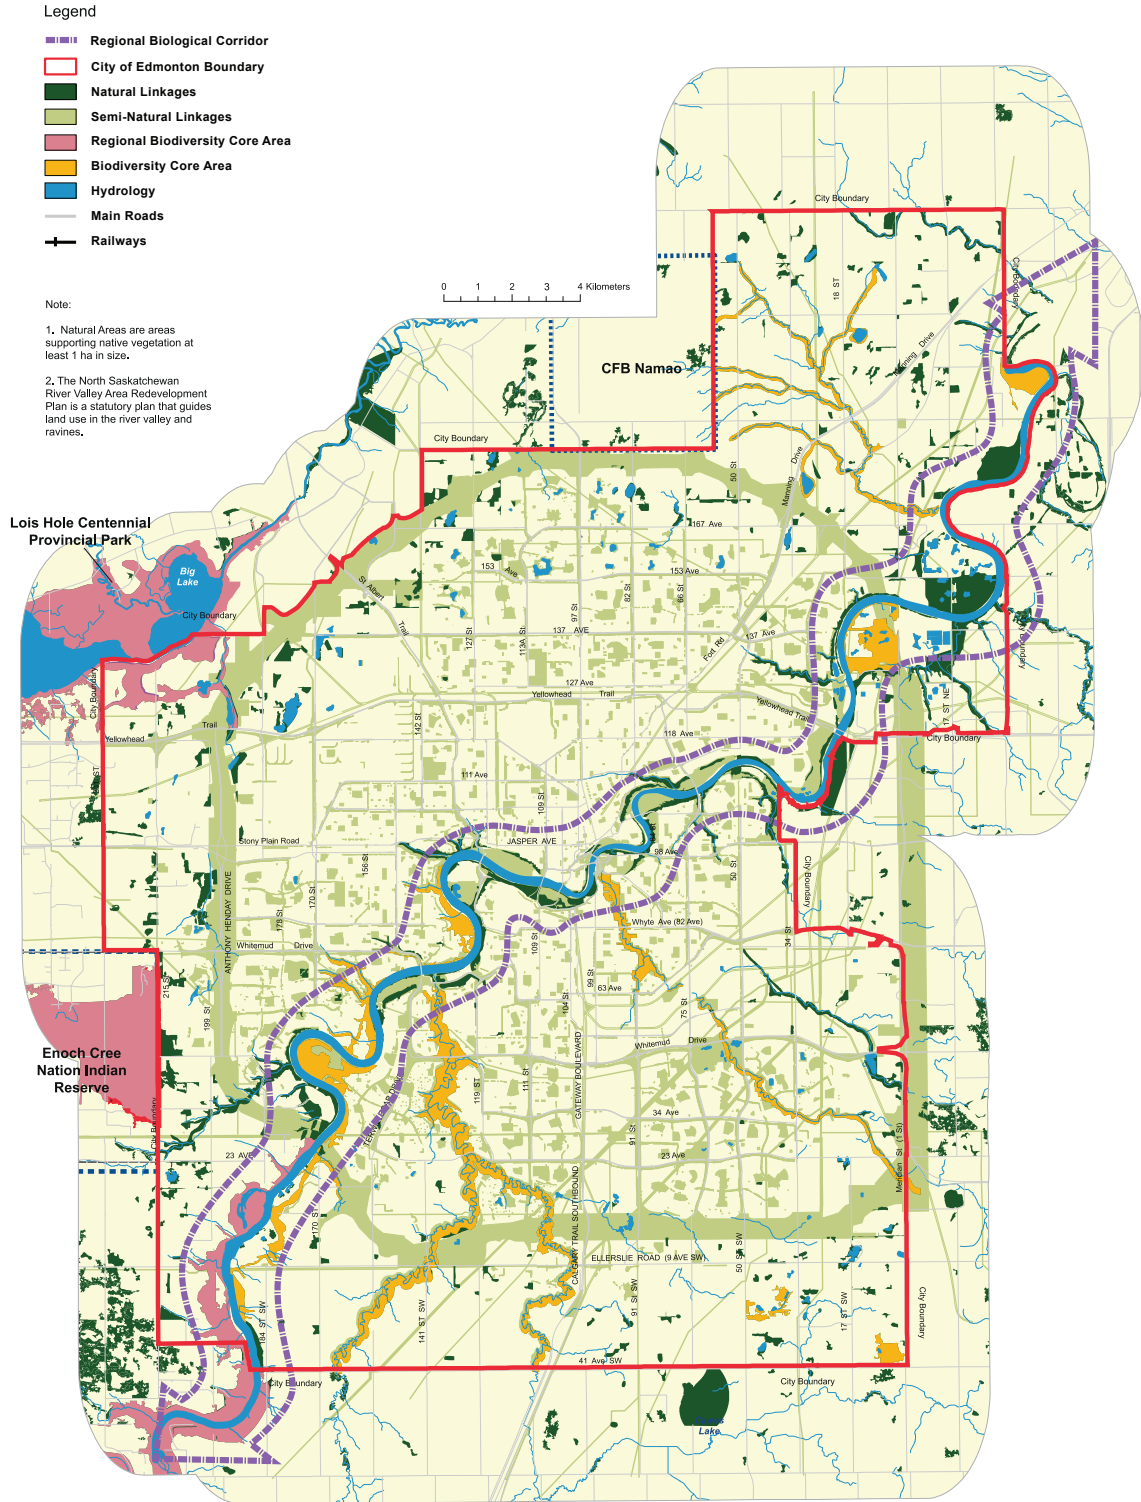 Legend
Regional Biological Corridor
City of Edmonton Boundary
Natural Linkages
Semi-Natural Linkages
Regional Biodiversity Core Area
Biodiversity Core Area
Hydrology
Main Roads
Railways
Note:
1. Natural Areas are areas
supporting native vegetation at
least 1 ha in size.
2. The North Saskatchewan
River Valley Area Redevelopment
Plan is a statutory plan that guides
land use in the river valley and
ravines.
0 1 2 3 4 Kilometers
City Boundary
City Boundary
18 ST
Manning Drive
CFB Namao
City Boundary
50 St
Manning Drive
167 Ave
Lois Hole Centennial
Provincial Park
Big
Lake
City Boundary
153 Ave
153 Ave
St. Albert Trail
97 St
82 St
66 St
127 St
113A St
137 AVE
Fort Rd
137 Ave
City Boundary
City Boundary
127 Ave
Yellowhead Trail
Yellowhead Trail
17 ST NE
142 St
118 Ave
City Boundary
Yellowhead Trail
ST
111 Ave
109 St
Stony Plain Road
JASPER AVE
98 Ave
156 St
50 St
City Boundary
170 St
178 St
ANTHONY HENDAY DRIVE
Whyte Ave (82 Ave)
109 St
34 St
Whitemud Drive
215 St
199 St
99 St
63 Ave
104 St
75 St
Enoch Cree
Nation Indian
Reserve
Whitemud Drive
GATEWAY BOULEVARD
119 ST
111 St
34 Ave
91 St
Meridian St (1 St)
City Boundary
23 AVE
23 Ave
CALGARY TRAIL SOUTHBOUND
170 ST
ELLERSLIE ROAD (9 AVE SW)
50 ST SW
91 St SW
17 ST SW
City Boundary
184 ST SW
141 ST SW
41 Ave SW
City Boundary
City Boundary
Lake